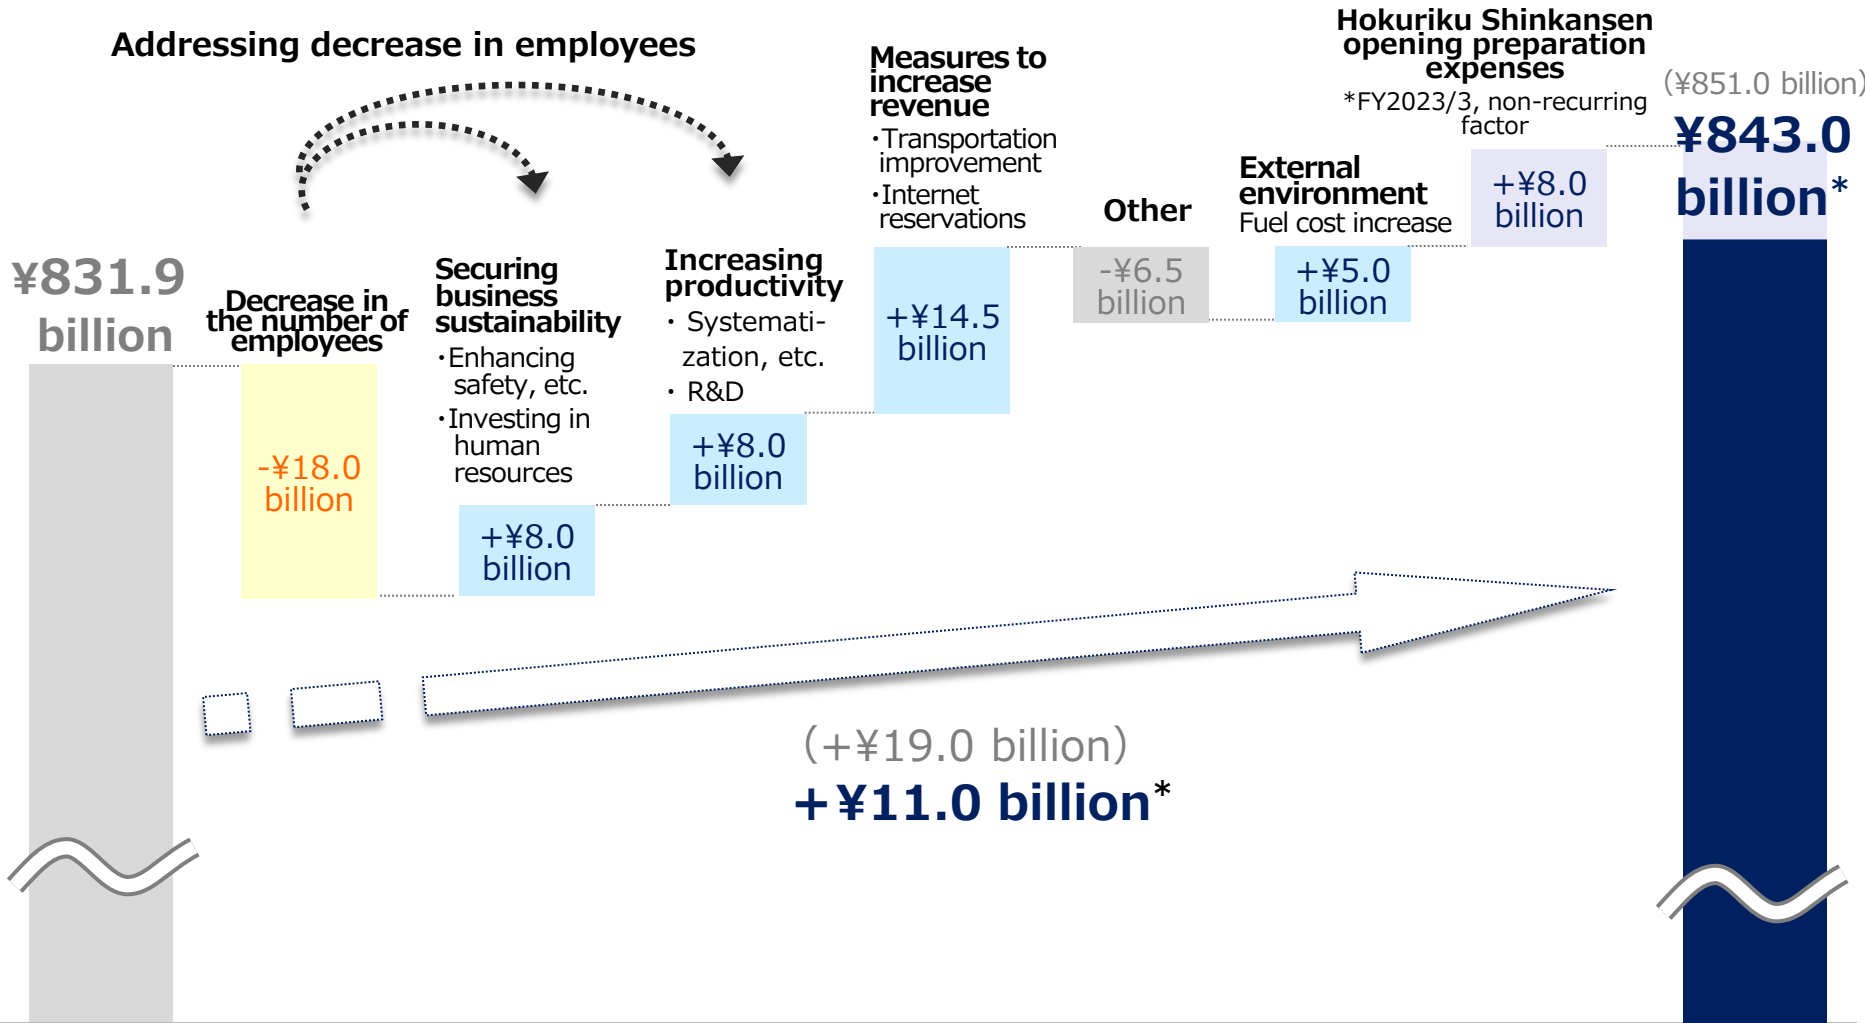 Addressing decrease in employees
¥831.9
billion
Decrease in
the number of
employees
-¥18.0
billion
Securing
business
sustainability
・Enhancing
safety, etc.
・Investing in
human
resources
+¥8.0
billion
Increasing
productivity
・ Systemati-
zation, etc.
・ R&D
+¥8.0
billion
Measures to
increase
revenue
・Transportation
improvement
・Internet
reservations
+¥14.5
billion
Other
-¥6.5
billion
External
environment
Fuel cost increase
+¥5.0
billion
Hokuriku Shinkansen
opening preparation
expenses
*FY2023/3, non-recurring
factor
+¥8.0
billion
(¥851.0 billion)
¥843.0
billion*
(+¥19.0 billion)
+¥11.0 billion*